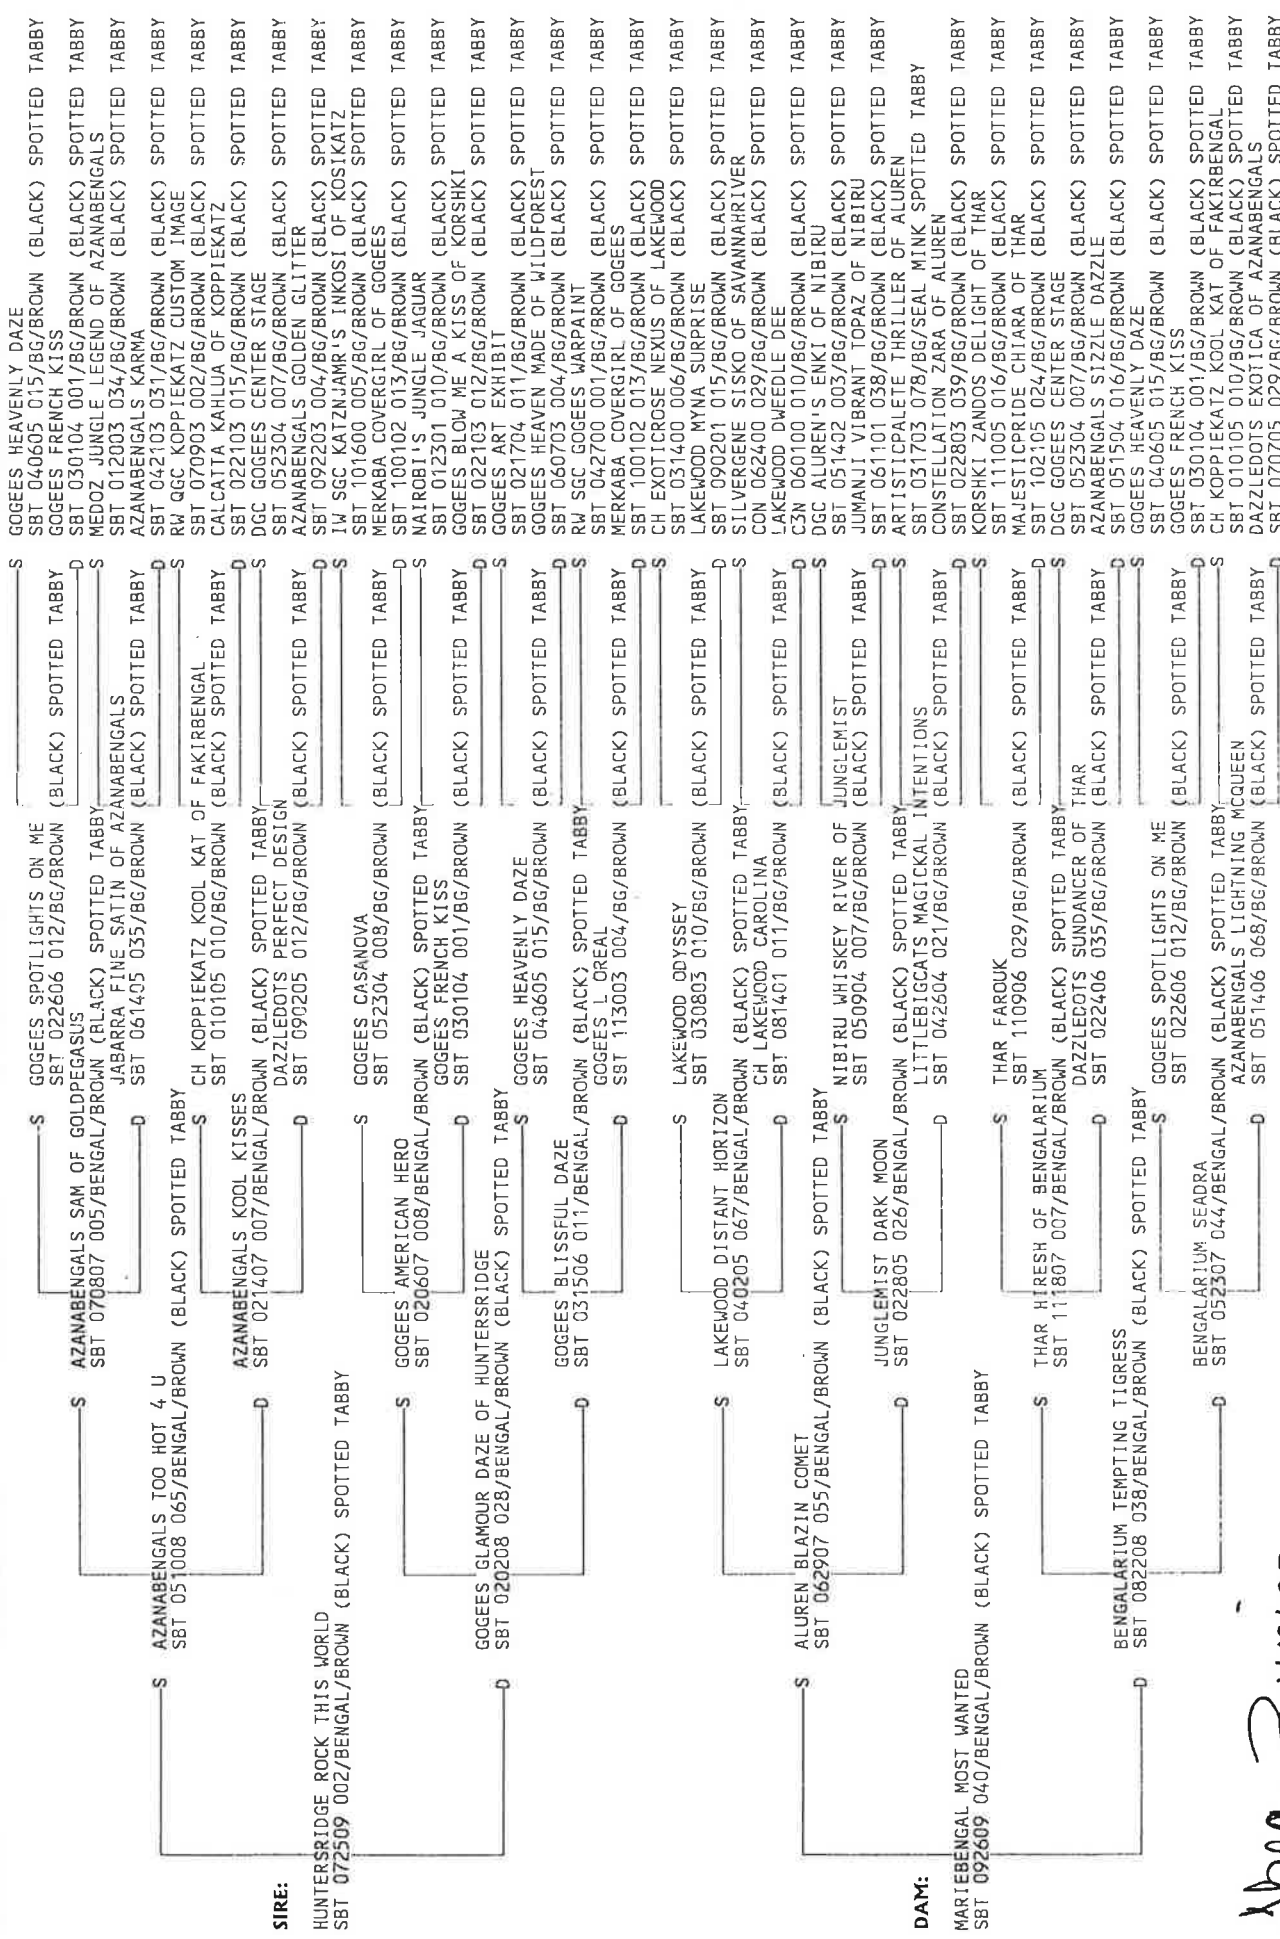 SIRE:
HUNTERSRIDGE ROCK THIS WORLD
SBT 072509 002/BENGAL/BROWN (BLACK) SPOTTED TABBY
DAM:
MARIEBENGAL MOST WANTED
SBT 092609 040/BENGAL/BROWN (BLACK) SPOTTED TABBY
S
AZANABENGALS TOO HOT 4 U
SBT 051008 065/BENGAL/BROWN (BLACK) SPOTTED TABBY
D
GOGEES GLAMOUR DAZE OF HUNTERSRIDGE
SBT 020208 028/BENGAL/BROWN (BLACK) SPOTTED TABBY
S
ALUREN BLAZIN COMET
SBT 062907 055/BENGAL/BROWN (BLACK) SPOTTED TABBY
D
BENGALARIUM TEMPTING TIGRESS
SBT 082208 038/BENGAL/BROWN (BLACK) SPOTTED TABBY
S
AZANABENGALS SAM OF GOLDPEGASUS
SBT 070807 005/BENGAL/BROWN (BLACK) SPOTTED TABBY
D
AZANABENGALS KOOL KISSES
SBT 021407 007/BENGAL/BROWN (BLACK) SPOTTED TABBY
S
GOGEES AMERICAN HERO
SBT 020607 008/BENGAL/BROWN (BLACK) SPOTTED TABBY
D
GOGEES BLISSFUL DAZE
SBT 031506 011/BENGAL/BROWN (BLACK) SPOTTED TABBY
S
LAKEWOOD DISTANT HORIZON
SBT 040205 067/BENGAL/BROWN (BLACK) SPOTTED TABBY
D
JUNGLEMIST DARK MOON
SBT 022805 026/BENGAL/BROWN (BLACK) SPOTTED TABBY
S
THAR HIRESH OF BENGALARIUM
SBT 111807 007/BENGAL/BROWN (BLACK) SPOTTED TABBY
D
BENGALARIUM SEADRA
SBT 052307 044/BENGAL/BROWN (BLACK) SPOTTED TABBY
S
GOGEES SPOTLIGHTS ON ME
SBT 022606 012/BG/BROWN (BLACK) SPOTTED TABBY
D
JABARRA FINE SATIN OF AZANABENGALS
SBT 061405 035/BG/BROWN (BLACK) SPOTTED TABBY
S
CH KOPPIEKATZ KOOL KAT OF FAKIRBENGAL
SBT 010105 010/BG/BROWN (BLACK) SPOTTED TABBY
D
DAZZLEDOTS PERFECT DESIGN
SBT 090205 012/BG/BROWN (BLACK) SPOTTED TABBY
S
GOGEES CASANOVA
SBT 052304 008/BG/BROWN (BLACK) SPOTTED TABBY
D
GOGEES FRENCH KISS
SBT 030104 001/BG/BROWN (BLACK) SPOTTED TABBY
S
GOGEES HEAVENLY DAZE
SBT 040605 015/BG/BROWN (BLACK) SPOTTED TABBY
D
GOGEES L OREAL
SBT 113003 004/BG/BROWN (BLACK) SPOTTED TABBY
S
LAKEWOOD ODYSSEY
SBT 030803 010/BG/BROWN (BLACK) SPOTTED TABBY
D
CH LAKEWOOD CAROLINA
SBT 081401 011/BG/BROWN (BLACK) SPOTTED TABBY
S
NIBIRU WHISKEY RIVER OF JUNGLEMIST
SBT 050904 007/BG/BROWN (BLACK) SPOTTED TABBY
D
LITTLEBIGCATS MAGICAL INTENTIONS
SBT 042604 021/BG/BROWN (BLACK) SPOTTED TABBY
S
THAR FAROUK
SBT 110906 029/BG/BROWN (BLACK) SPOTTED TABBY
D
DAZZLEDOTS SUNDANCER OF THAR
SBT 022406 035/BG/BROWN (BLACK) SPOTTED TABBY
S
GOGEES SPOTLIGHTS ON ME
SBT 022606 012/BG/BROWN (BLACK) SPOTTED TABBY
D
AZANABENGALS LIGHTNING MCQUEEN
SBT 051406 068/BG/BROWN (BLACK) SPOTTED TABBY
S
GOGEES HEAVENLY DAZE
SBT 040605 015/BG/BROWN (BLACK) SPOTTED TABBY
GOGEES FRENCH KISS
D
SBT 030104 001/BG/BROWN (BLACK) SPOTTED TABBY
S
MEDOZ JUNGLE LEGEND OF AZANABENGALS
SBT 012003 034/BG/BROWN (BLACK) SPOTTED TABBY
AZANABENGALS KARMA
D
SBT 042103 031/BG/BROWN (BLACK) SPOTTED TABBY
S
RW QGC KOPPIEKATZ CUSTOM IMAGE
SBT 070903 002/BG/BROWN (BLACK) SPOTTED TABBY
CALCATTA KAHLUA OF KOPPIEKATZ
D
SBT 022103 115/BG/BROWN (BLACK) SPOTTED TABBY
S
DGC GOGEES CENTER STAGE
SBT 052304 007/BG/BROWN (BLACK) SPOTTED TABBY
AZANABENGALS GOLDEN GLITTER
D
SBT 092203 004/BG/BROWN (BLACK) SPOTTED TABBY
S
IW SGC KATZNJAMR'S INKOSI OF KOSIKATZ
SBT 101600 005/BG/BROWN (BLACK) SPOTTED TABBY
MERKABA COVERGIRL OF GOGEES
D
SBT 100102 0113/BG/BROWN (BLACK) SPOTTED TABBY
S
NAIROBI'S JUNGLE JAGUAR
SBT 012301 010/BG/BROWN (BLACK) SPOTTED TABBY
GOGEES BLOW ME A KISS OF KORSHKI
D
SBT 022103 012/BG/BROWN (BLACK) SPOTTED TABBY
S
GOGEES ART EXHIBIT
SBT 021704 011/BG/BROWN (BLACK) SPOTTED TABBY
GOGEES HEAVEN MADE OF WILDFOREST
D
SBT 060703 004/BG/BROWN (BLACK) SPOTTED TABBY
S
RW SGC GOGEES WARPAINT
SBT 042700 001/BG/BROWN (BLACK) SPOTTED TABBY
MERKABA COVERGIRL OF GOGEES
D
SBT 100102 0113/BG/BROWN (BLACK) SPOTTED TABBY
S
CH EXOTICROSE NEXUS OF LAKEWOOD
SBT 031400 006/BG/BROWN (BLACK) SPOTTED TABBY
LAKEWOOD MYNA SURPRISE
D
SBT 090201 015/BG/BROWN (BLACK) SPOTTED TABBY
S
SILVERGENE SISKO OF SAVANNAHRIVER
CON 062400 029/BG/BROWN (BLACK) SPOTTED TABBY
LAKEWOOD DWEEDLE DEE
D
C3N 060100 010/BG/BROWN (BLACK) SPOTTED TABBY
S
DGC ALUREN'S ENKI OF NIBIRU
SBT 051402 003/BG/BROWN (BLACK) SPOTTED TABBY
JUMANJI VIBRANT TOPAZ OF NIBIRU
D
SBT 061101 038/BG/BROWN (BLACK) SPOTTED TABBY
S
ARTISTICPALETE THRILLER OF ALUREN
SBT 031703 078/BG/SEAL MINK SPOTTED TABBY
CONSTELLATION ZARA OF ALUREN
D
SBT 022803 039/BG/BROWN (BLACK) SPOTTED TABBY
S
KORSHKI ZANDOS DELIGHT OF THAR
SBT 111005 016/BG/BROWN (BLACK) SPOTTED TABBY
MAJESTICPRIDE CHIARA OF THAR
D
SBT 102105 024/BG/BROWN (BLACK) SPOTTED TABBY
S
DGC GOGEES CENTER STAGE
SBT 052304 007/BG/BROWN (BLACK) SPOTTED TABBY
AZANABENGALS SIZZLE DAZZLE
D
SBT 051504 016/BG/BROWN (BLACK) SPOTTED TABBY
S
GOGEES HEAVENLY DAZE
SBT 040605 015/BG/BROWN (BLACK) SPOTTED TABBY
GOGEES FRENCH KISS
D
SBT 030104 001/BG/BROWN (BLACK) SPOTTED TABBY
S
CH KOPPIEKATZ KOOL KAT OF FAKIRBENGAL
SBT 010105 010/BG/BROWN (BLACK) SPOTTED TABBY
DAZZLEDOTS EXOTICA OF AZANABENGALS
D
SBT 070705 029/BG/BROWN (BLACK) SPOTTED TABBY